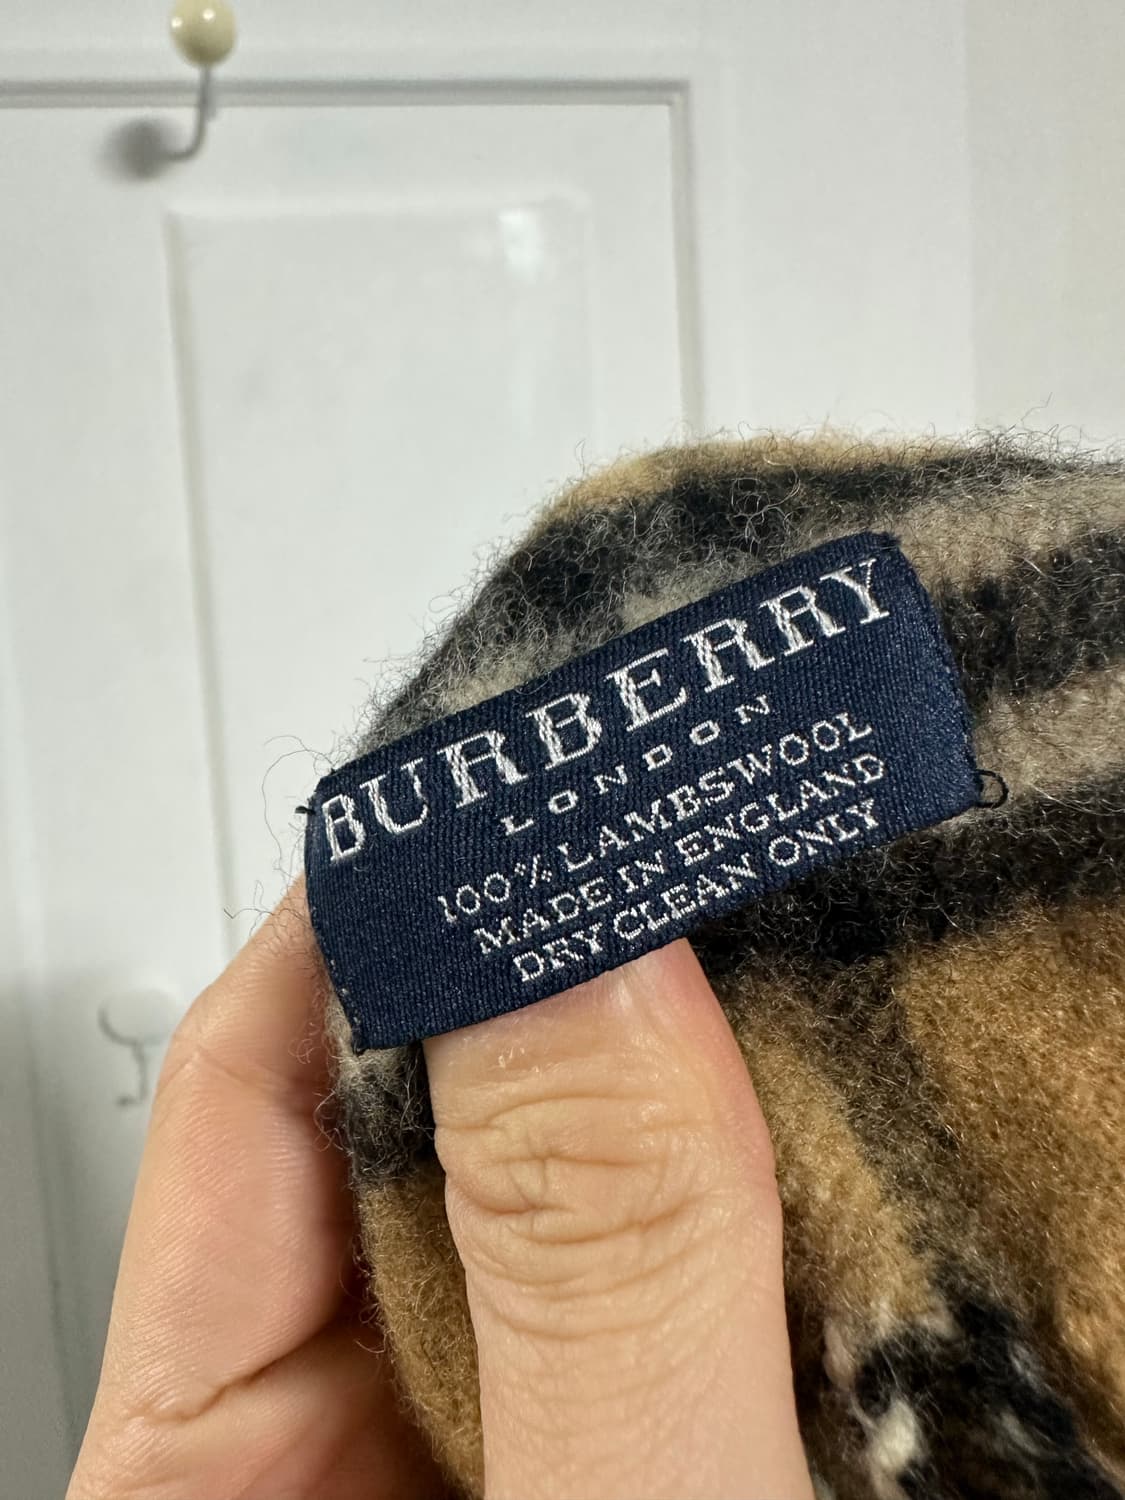 BURBERRY
LONDON
100% LAMBSWOOL
MADE IN ENGLAND
DRY CLEAN ONLY